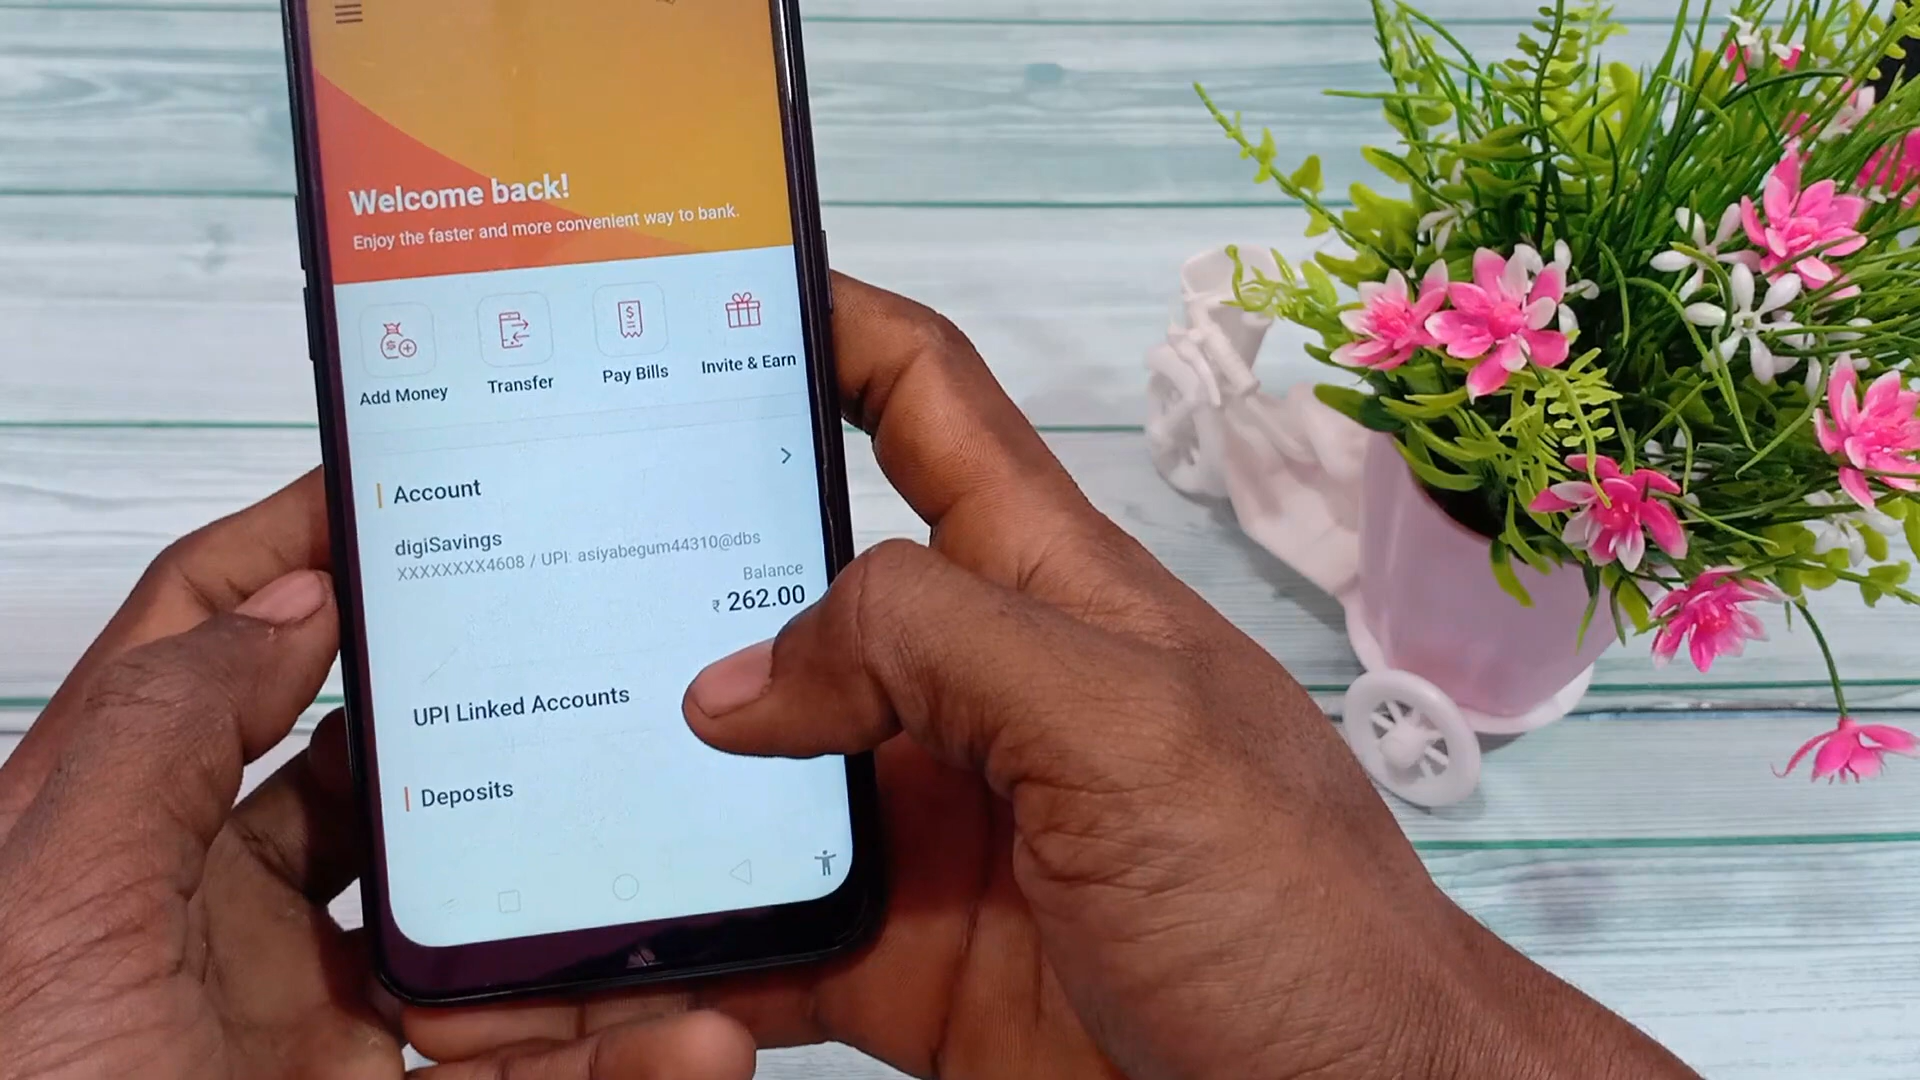 Welcome back!
Enjoy the faster and more convenient way to bank.
Add Money
Transfer
Pay Bills
Invite & Earn
Account
digiSavings
XXXXXXXX4608 / UPI: asiyabegum44310@dbs
Balance
₹ 262.00
UPI Linked Accounts
Deposits